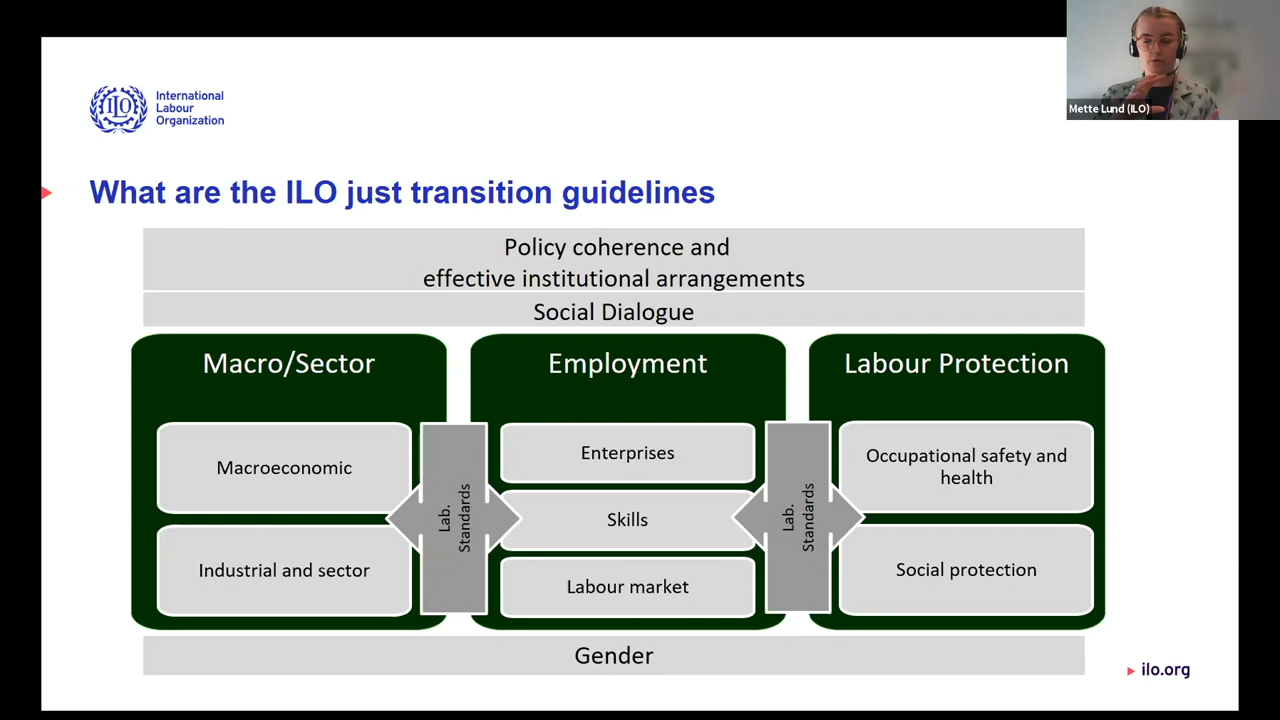 International
Labour
Organization
Mette Lund (ILO)
What are the ILO just transition guidelines
Policy coherence and
effective institutional arrangements
Social Dialogue
Macro/Sector
Macroeconomic
Industrial and sector
Lab.
Standards
Employment
Enterprises
Skills
Labour market
Lab.
Standards
Labour Protection
Occupational safety and
health
Social protection
Gender
ilo.org